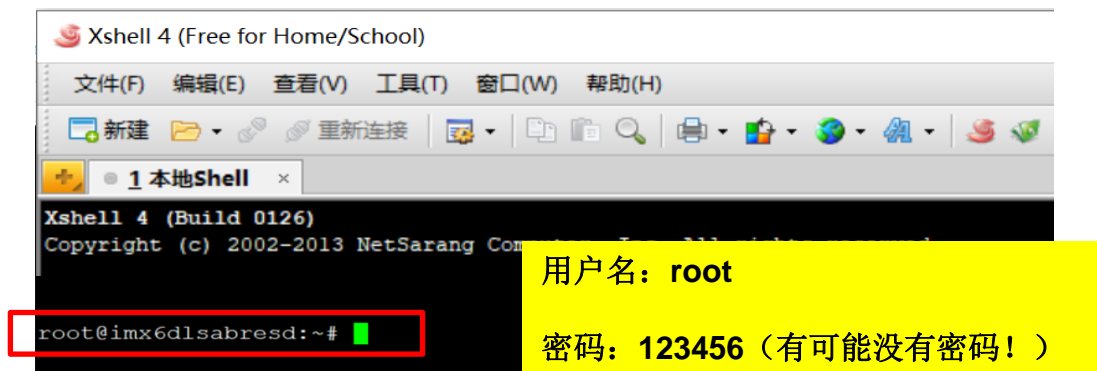 Xshell 4 (Free for Home/School)
文件(F) 编辑(E) 查看(V) 工具(T) 窗口(W) 帮助(H)
新建 重新连接
1 本地Shell ×
Xshell 4 (Build 0126)
Copyright (c) 2002-2013 NetSarang
用户名：root
root@imx6dlsabresd:~#
密码：123456（有可能没有密码！）